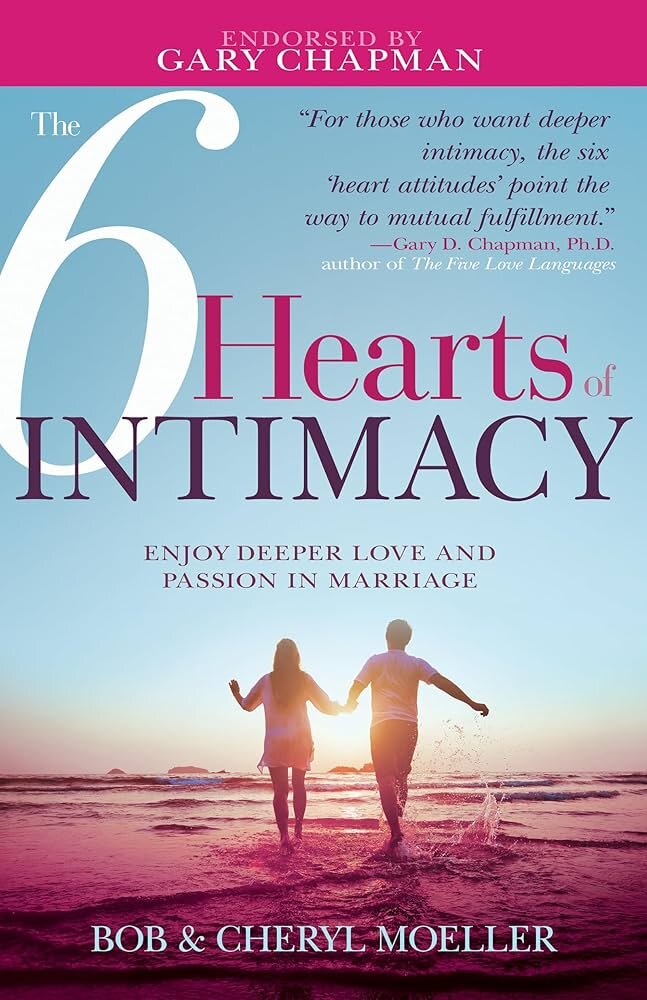 ENDORSED BY
GARY CHAPMAN
The
“For those who want deeper
intimacy, the six
‘heart attitudes’ point the
way to mutual fulfillment.”
—Gary D. Chapman, Ph.D.
author of The Five Love Languages
6 Hearts of
INTIMACY
ENJOY DEEPER LOVE AND
PASSION IN MARRIAGE
BOB & CHERYL MOELLER